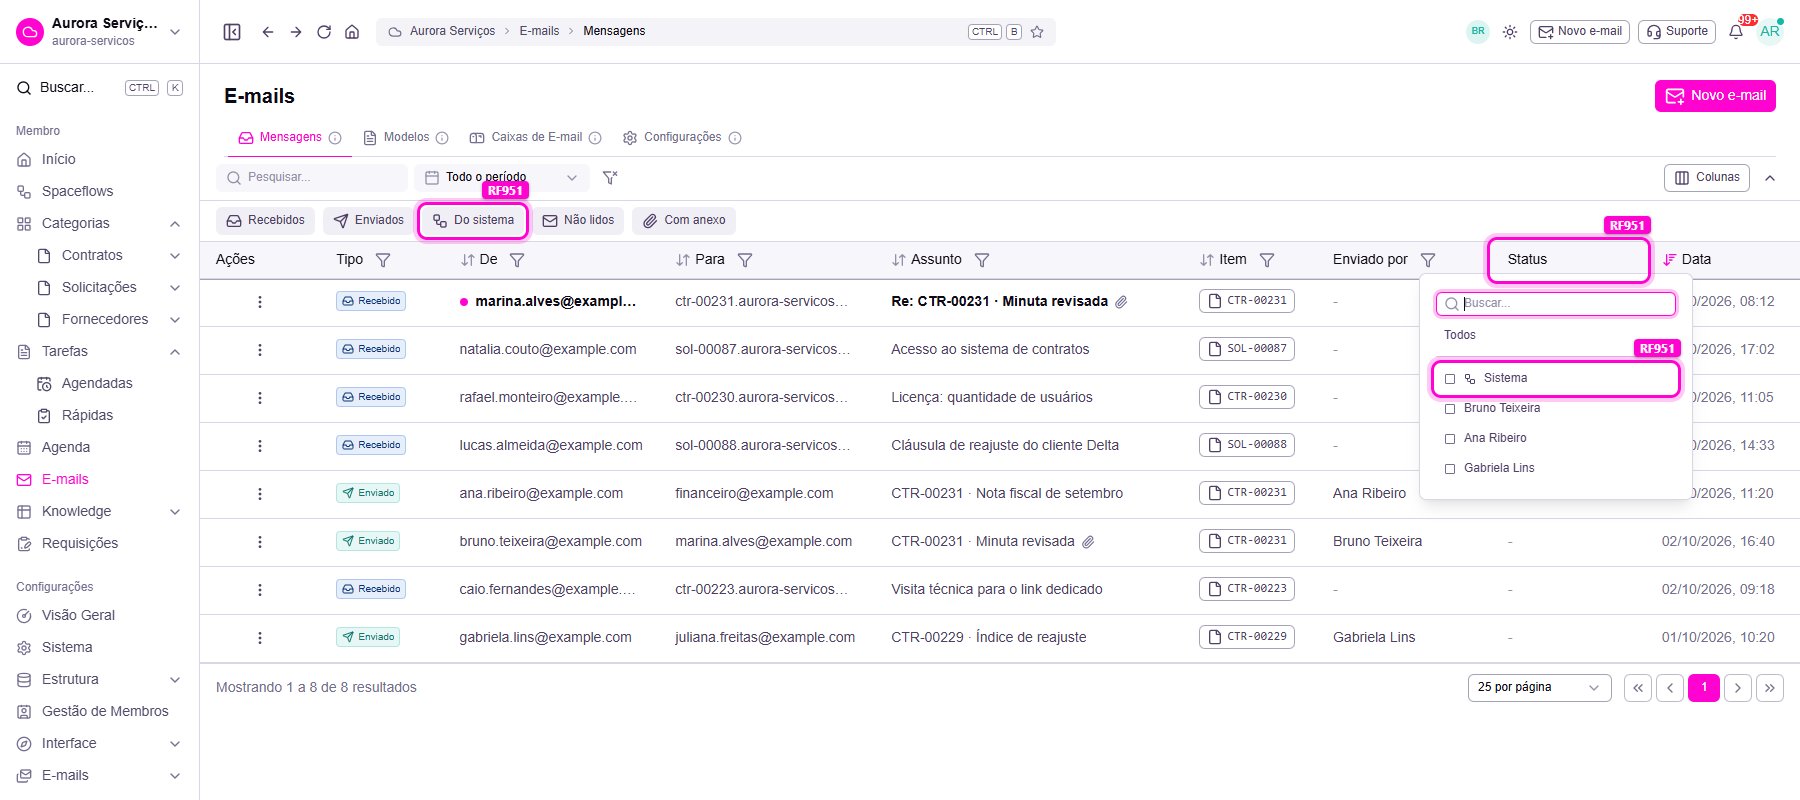 Aurora Serviç...
aurora-servicos
Aurora Serviços > E-mails > Mensagens
CTRL B
BR
Novo e-mail
Suporte
99+
AR
Buscar...
CTRL K
Membro
Início
Spaceflows
Categorias
Contratos
Solicitações
Fornecedores
Tarefas
Agendadas
Rápidas
Agenda
E-mails
Knowledge
Requisições
Configurações
Visão Geral
Sistema
Estrutura
Gestão de Membros
Interface
E-mails
E-mails
Novo e-mail
Mensagens
Modelos
Caixas de E-mail
Configurações
Pesquisar...
Todo o período
Colunas
RF951
Recebidos
Enviados
Do sistema
Não lidos
Com anexo
RF951
Ações Tipo De Para Assunto Item Enviado por Status Data
Recebido marina.alves@exampl... ctr-00231.aurora-servicos... Re: CTR-00231 · Minuta revisada CTR-00231 - 0/2026, 08:12
Recebido natalia.couto@example.com sol-00087.aurora-servicos... Acesso ao sistema de contratos SOL-00087 - 0/2026, 17:02
Recebido rafael.monteiro@example.... ctr-00230.aurora-servicos... Licença: quantidade de usuários CTR-00230 - 0/2026, 11:05
Recebido lucas.almeida@example.com sol-00088.aurora-servicos... Cláusula de reajuste do cliente Delta SOL-00088 - 0/2026, 14:33
Enviado ana.ribeiro@example.com financeiro@example.com CTR-00231 · Nota fiscal de setembro CTR-00231 Ana Ribeiro 0/2026, 11:20
Enviado bruno.teixeira@example.com marina.alves@example.com CTR-00231 · Minuta revisada CTR-00231 Bruno Teixeira - 02/10/2026, 16:40
Recebido caio.fernandes@example.... ctr-00223.aurora-servicos... Visita técnica para o link dedicado CTR-00223 - - 02/10/2026, 09:18
Enviado gabriela.lins@example.com juliana.freitas@example.com CTR-00229 · Índice de reajuste CTR-00229 Gabriela Lins - 01/10/2026, 10:20
Buscar...
Todos
RF951
Sistema
Bruno Teixeira
Ana Ribeiro
Gabriela Lins
Mostrando 1 a 8 de 8 resultados
25 por página
1